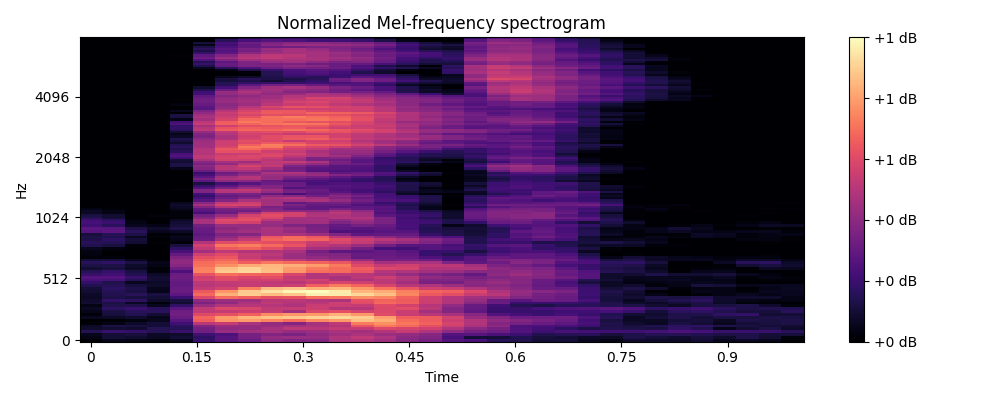 Normalized Mel-frequency spectrogram
Hz
4096
2048
1024
512
0
0 0.15 0.3 0.45 0.6 0.75 0.9
Time
+1 dB
+1 dB
+1 dB
+0 dB
+0 dB
+0 dB